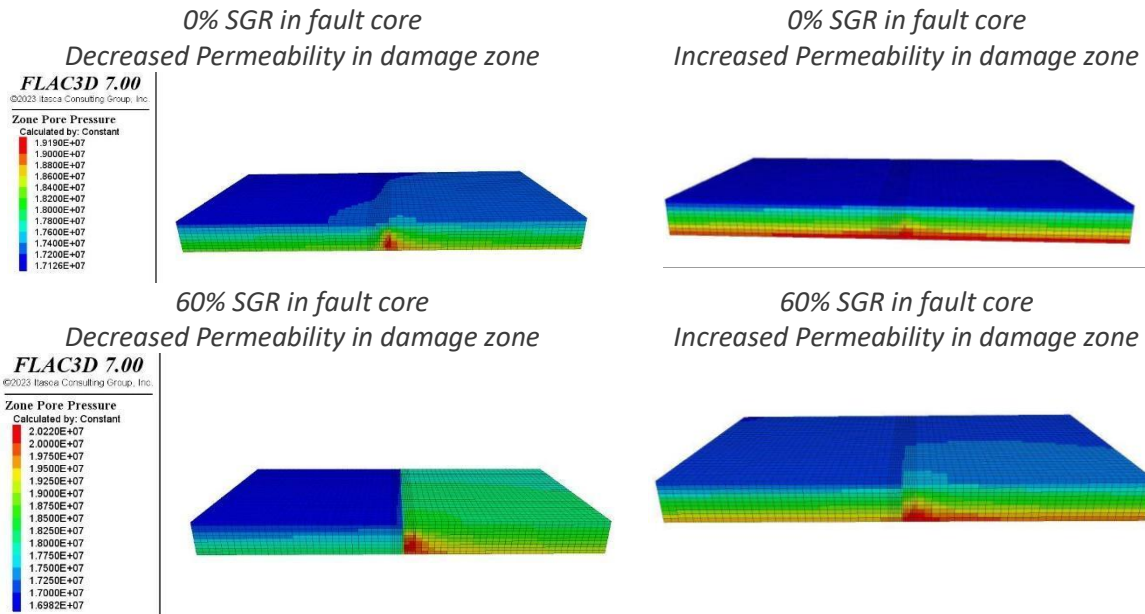 0% SGR in fault core
Decreased Permeability in damage zone
0% SGR in fault core
Increased Permeability in damage zone
FLAC3D 7.00
©2023 Itasca Consulting Group, Inc.
Zone Pore Pressure
Calculated by: Constant
1.9190E+07
1.9000E+07
1.8800E+07
1.8600E+07
1.8400E+07
1.8200E+07
1.8000E+07
1.7800E+07
1.7600E+07
1.7400E+07
1.7200E+07
1.7126E+07
60% SGR in fault core
Decreased Permeability in damage zone
60% SGR in fault core
Increased Permeability in damage zone
FLAC3D 7.00
©2023 Itasca Consulting Group, Inc.
Zone Pore Pressure
Calculated by: Constant
2.0220E+07
2.0000E+07
1.9750E+07
1.9500E+07
1.9250E+07
1.9000E+07
1.8750E+07
1.8500E+07
1.8250E+07
1.8000E+07
1.7750E+07
1.7500E+07
1.7250E+07
1.7000E+07
1.6982E+07